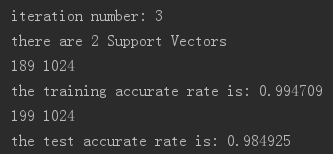 iteration number: 3
there are 2 Support Vectors
189 1024
the training accurate rate is: 0.994709
199 1024
the test accurate rate is: 0.984925